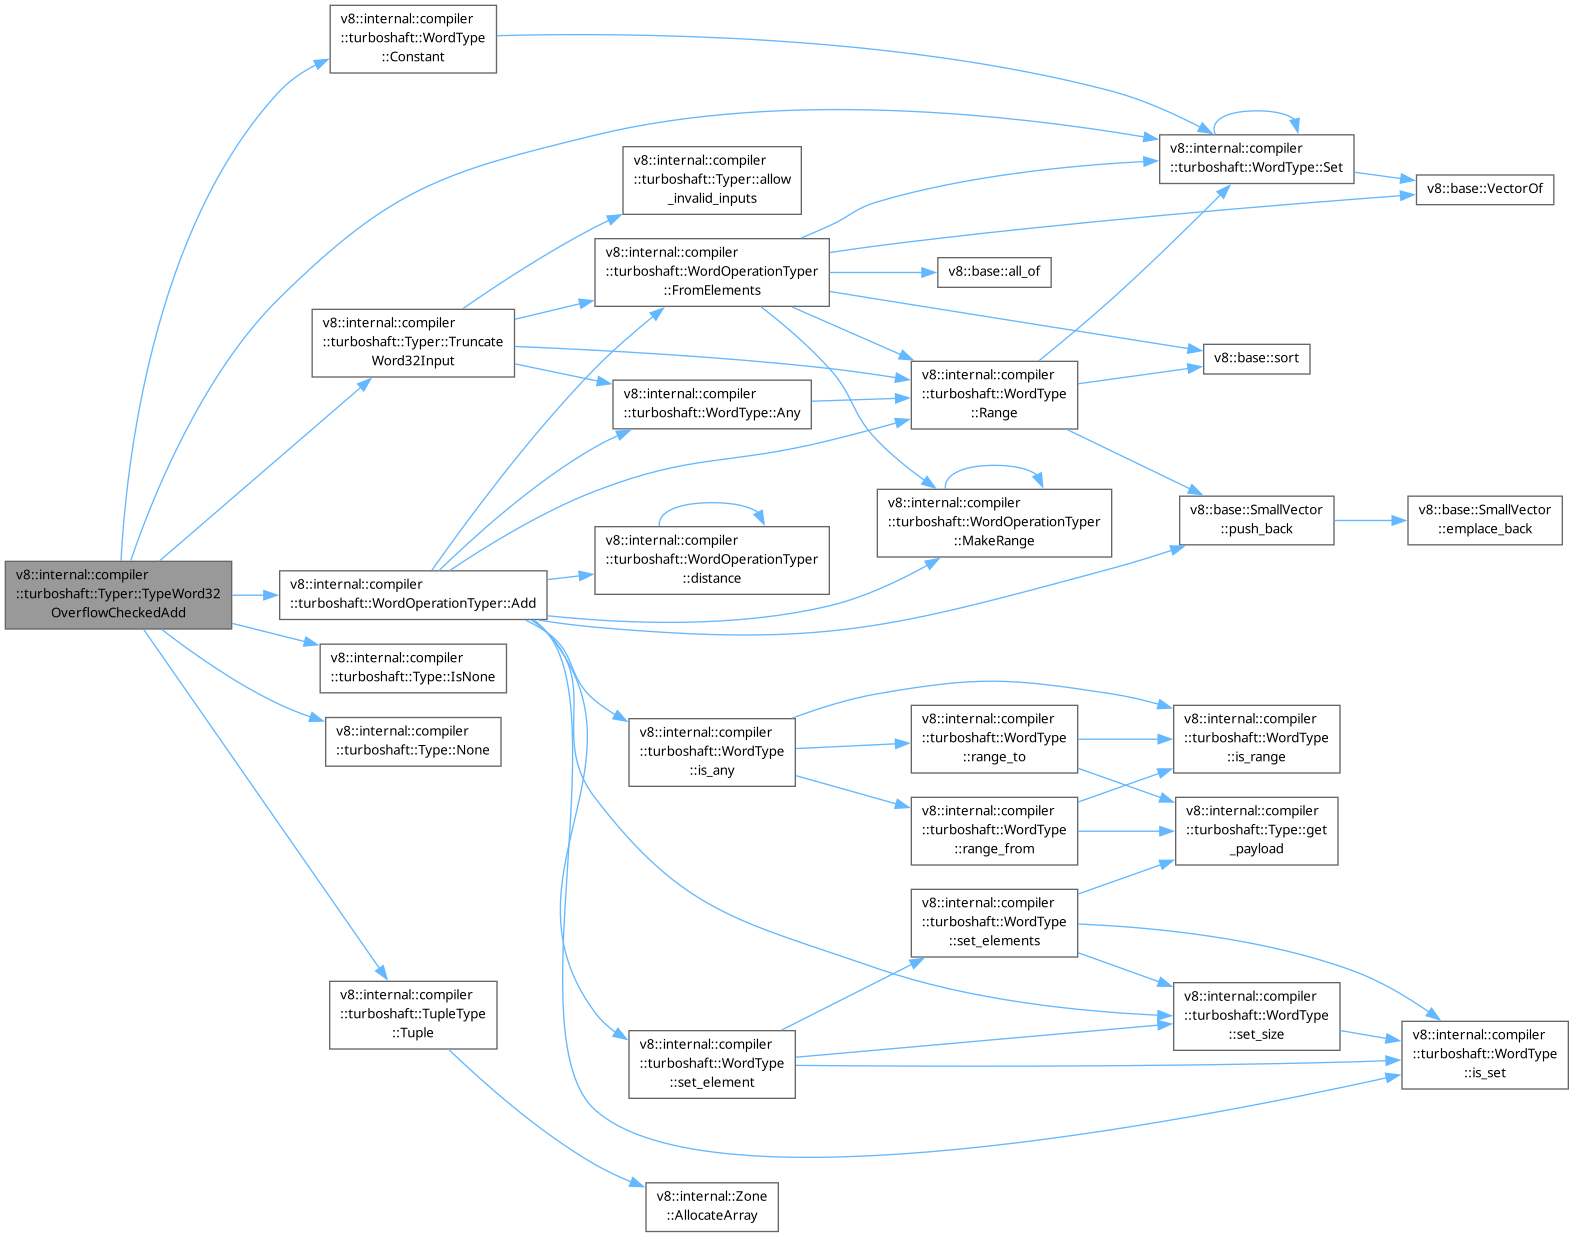 v8::internal::compiler
::turboshaft::WordType
::Constant
v8::internal::compiler
::turboshaft::WordType::Set
v8::internal::compiler
::turboshaft::Typer::allow
_invalid_inputs
v8::base::VectorOf
v8::internal::compiler
::turboshaft::WordOperationTyper
::FromElements
v8::base::all_of
v8::internal::compiler
::turboshaft::Typer::Truncate
Word32Input
v8::base::sort
v8::internal::compiler
::turboshaft::WordType
::Range
v8::internal::compiler
::turboshaft::WordType::Any
v8::internal::compiler
::turboshaft::WordOperationTyper
::MakeRange
v8::base::SmallVector
::push_back
v8::base::SmallVector
::emplace_back
v8::internal::compiler
::turboshaft::WordOperationTyper
::distance
v8::internal::compiler
::turboshaft::Typer::TypeWord32
OverflowCheckedAdd
v8::internal::compiler
::turboshaft::WordOperationTyper::Add
v8::internal::compiler
::turboshaft::Type::IsNone
v8::internal::compiler
::turboshaft::Type::None
v8::internal::compiler
::turboshaft::WordType
::is_any
v8::internal::compiler
::turboshaft::WordType
::range_to
v8::internal::compiler
::turboshaft::WordType
::is_range
v8::internal::compiler
::turboshaft::WordType
::range_from
v8::internal::compiler
::turboshaft::Type::get
_payload
v8::internal::compiler
::turboshaft::WordType
::set_elements
v8::internal::compiler
::turboshaft::TupleType
::Tuple
v8::internal::compiler
::turboshaft::WordType
::set_size
v8::internal::compiler
::turboshaft::WordType
::set_element
v8::internal::compiler
::turboshaft::WordType
::is_set
v8::internal::Zone
::AllocateArray